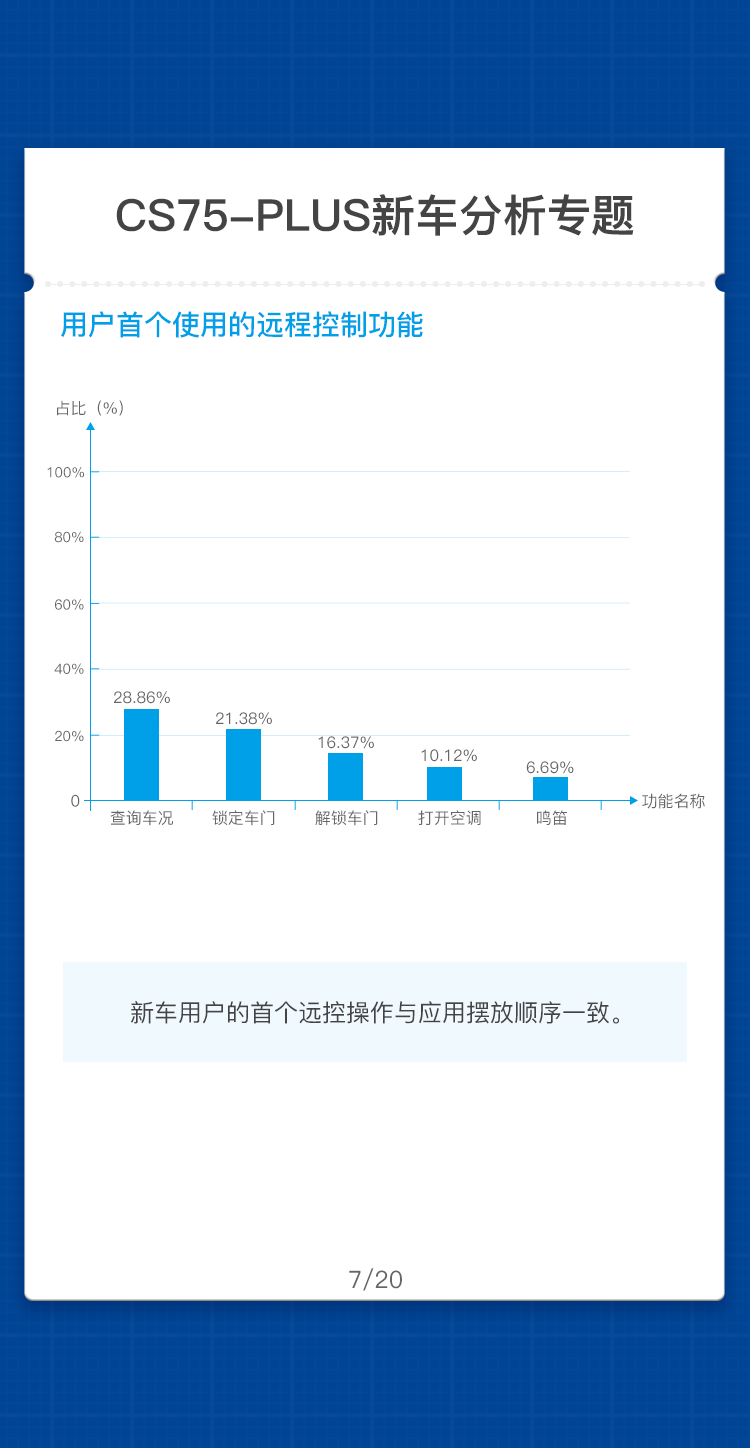 CS75-PLUS新车分析专题
用户首个使用的远程控制功能
占比（%）
100%
80%
60%
40%
20%
0
28.86%
21.38%
16.37%
10.12%
6.69%
查询车况
锁定车门
解锁车门
打开空调
鸣笛
功能名称
新车用户的首个远控操作与应用摆放顺序一致。
7/20